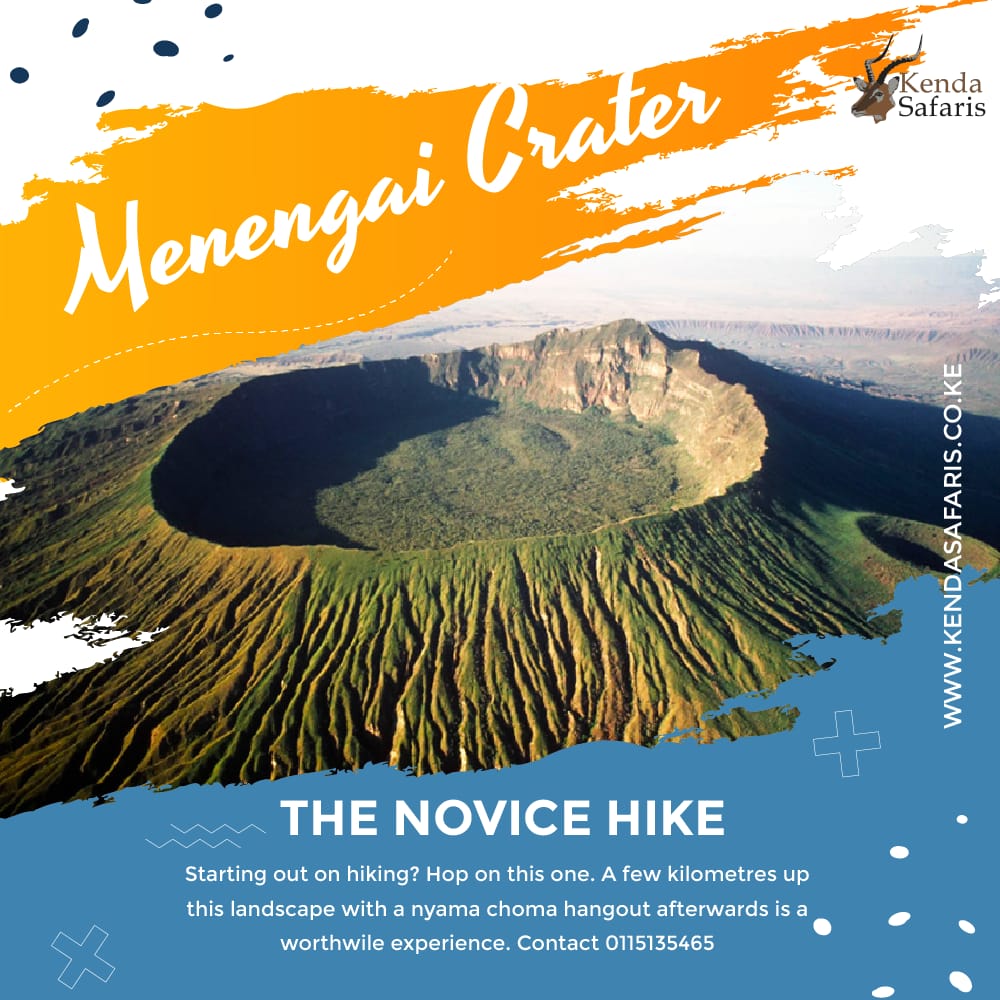 Kenda
Safaris
Menengai Crater
WWW.KENDASAFARIS.CO.KE
THE NOVICE HIKE
Starting out on hiking? Hop on this one. A few kilometres up
this landscape with a nyama choma hangout afterwards is a
worthwile experience. Contact 0115135465